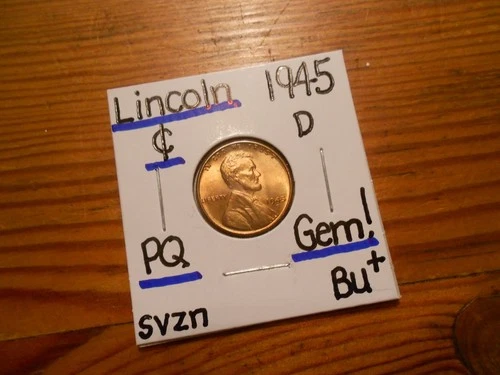 Lincoln 1945
¢ D
PQ Gem!
Bu+
svzn